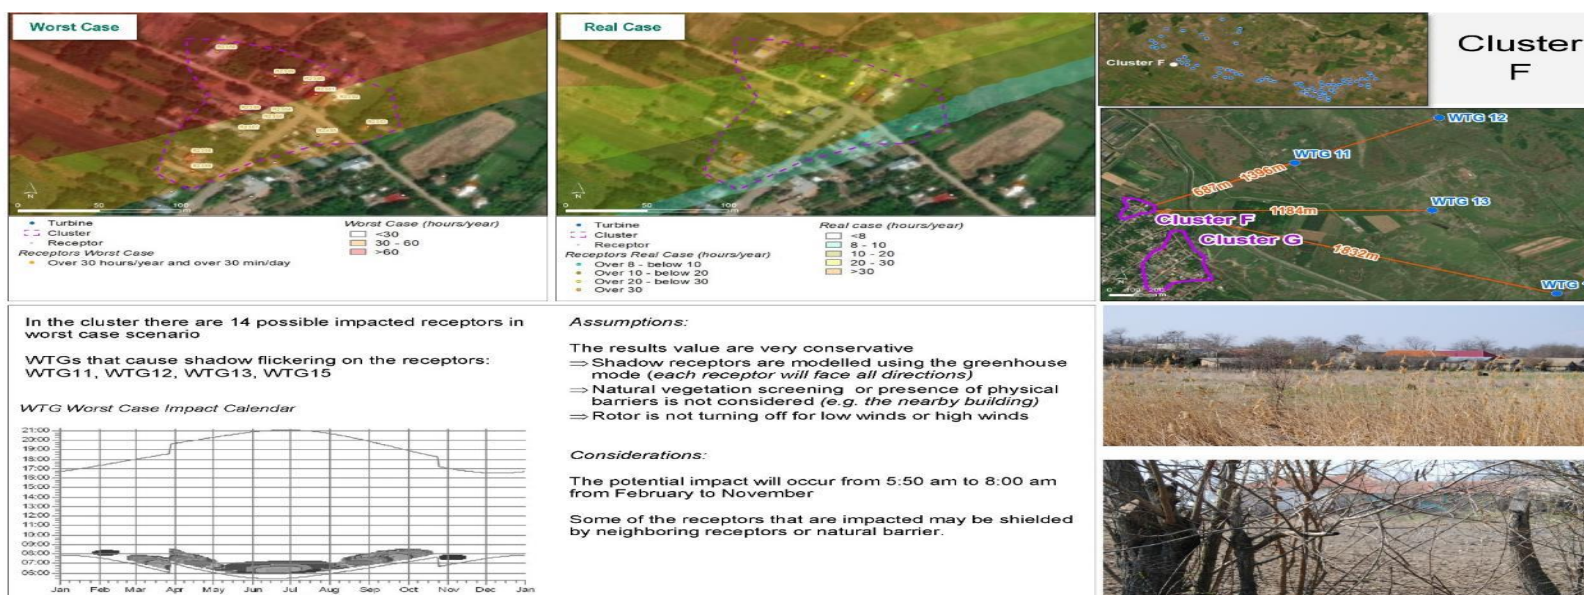 Worst Case
Real Case
Cluster F
Cluster
F
WTG 12
WTG 11
687m
1396m
WTG 13
1184m
Cluster F
Cluster G
1832m
WTG
N
0
50
100
m
N
0
50
100
m
Turbine
Cluster
Receptor
Receptors Worst Case
Over 30 hours/year and over 30 min/day
Worst Case (hours/year)
<30
30 - 60
>60
Turbine
Cluster
Receptor
Receptors Real Case (hours/year)
Over 8 - below 10
Over 10 - below 20
Over 20 - below 30
Over 30
Real case (hours/year)
<8
8 - 10
10 - 20
20 - 30
>30
In the cluster there are 14 possible impacted receptors in
worst case scenario
WTGs that cause shadow flickering on the receptors:
WTG11, WTG12, WTG13, WTG15
WTG Worst Case Impact Calendar
21:00
20:00
19:00
18:00
17:00
16:00
15:00
14:00
13:00
12:00
11:00
10:00
09:00
08:00
07:00
06:00
Jan Feb Mar Apr May Jun Jul Aug Sep Oct Nov Dec Jan
Assumptions:
The results value are very conservative
⇒ Shadow receptors are modelled using the greenhouse
mode (each receptor will face all directions)
⇒ Natural vegetation screening or presence of physical
barriers is not considered (e.g. the nearby building)
⇒ Rotor is not turning off for low winds or high winds
Considerations:
The potential impact will occur from 5:50 am to 8:00 am
from February to November
Some of the receptors that are impacted may be shielded
by neighboring receptors or natural barrier.